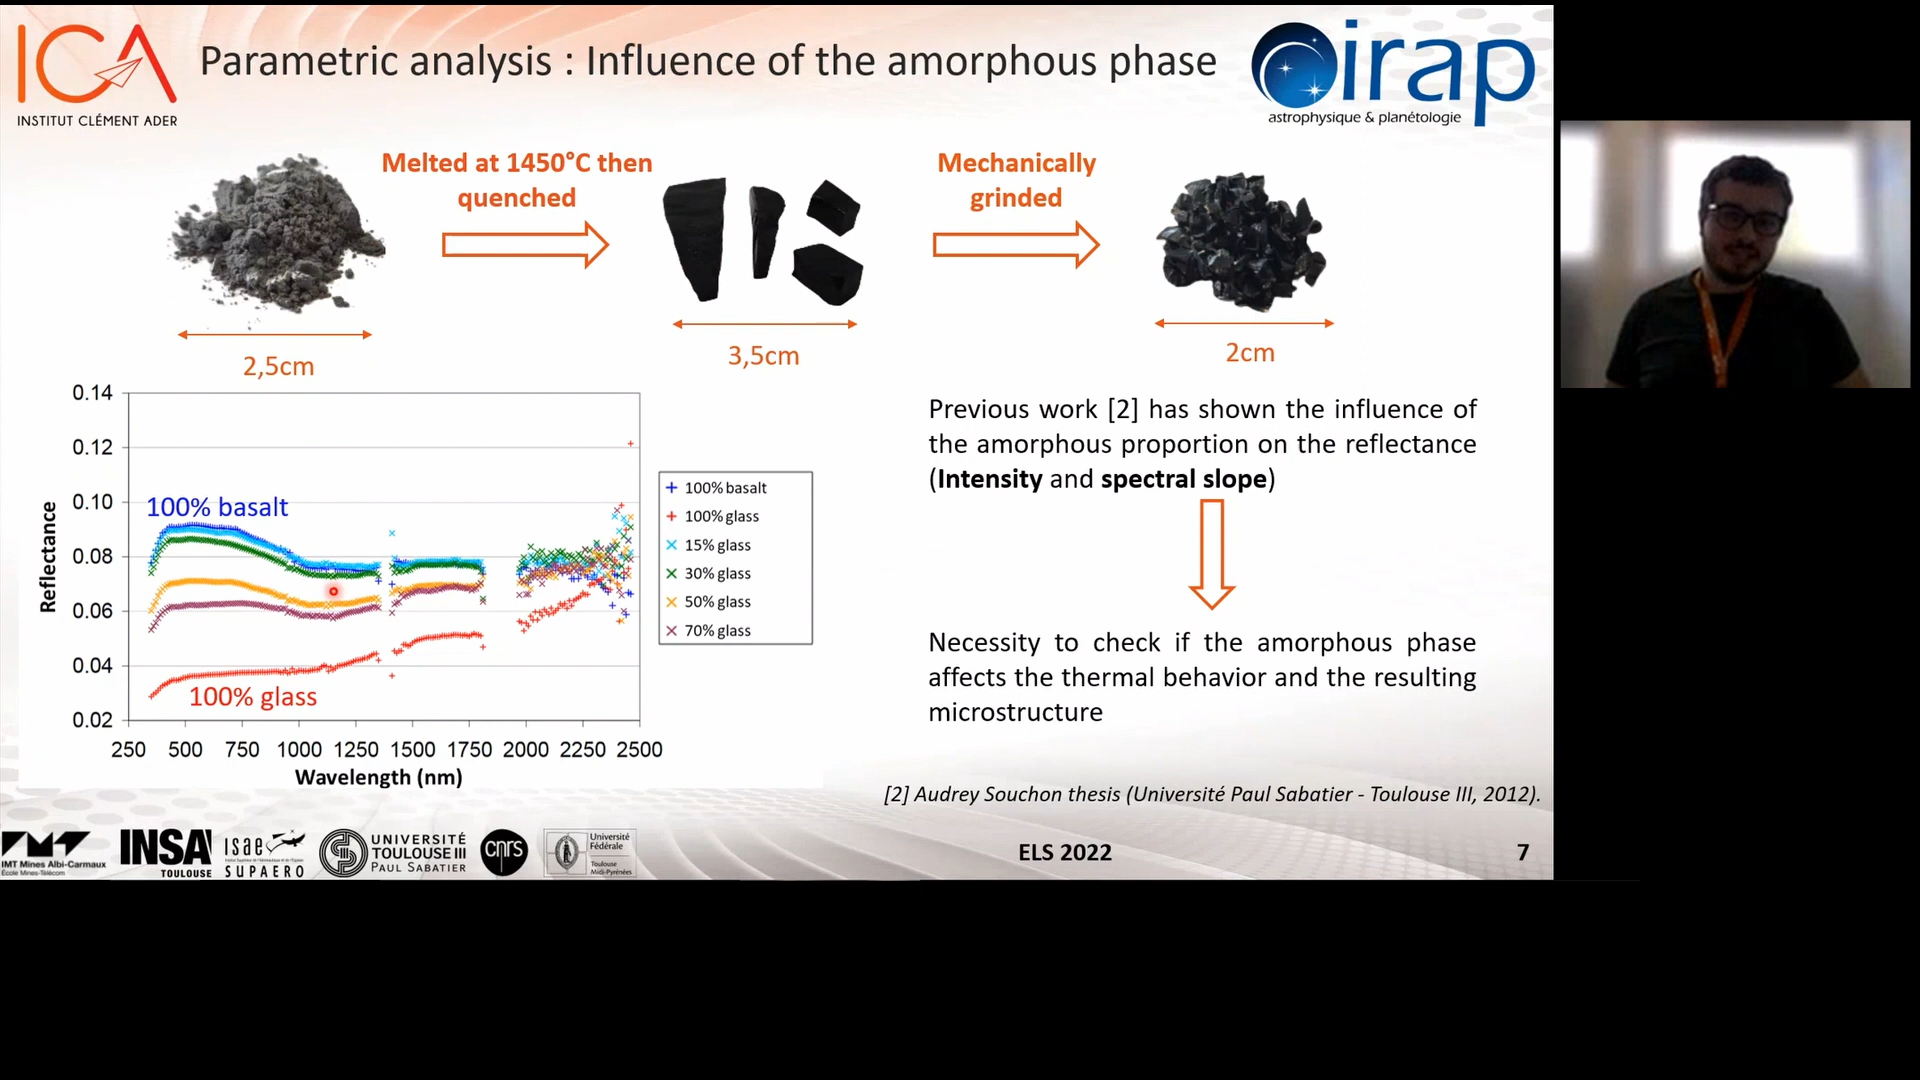 ICA
INSTITUT CLÉMENT ADER
Parametric analysis : Influence of the amorphous phase
irap
astrophysique & planétologie
Melted at 1450°C then
quenched
Mechanically
grinded
2,5cm
3,5cm
2cm
0.14
0.12
0.10
0.08
0.06
0.04
0.02
Reflectance
100% basalt
100% glass
250 500 750 1000 1250 1500 1750 2000 2250 2500
Wavelength (nm)
100% basalt
100% glass
15% glass
30% glass
50% glass
70% glass
Previous work [2] has shown the influence of
the amorphous proportion on the reflectance
(Intensity and spectral slope)
Necessity to check if the amorphous phase
affects the thermal behavior and the resulting
microstructure
[2] Audrey Souchon thesis (Université Paul Sabatier - Toulouse III, 2012).
IMT Mines Albi-Carmaux
École Mines-Télécom
INSA
TOULOUSE
isae
SUPAERO
UNIVERSITÉ
TOULOUSE III
PAUL SABATIER
cnrs
Université
Fédérale
Toulouse
Midi-Pyrénées
ELS 2022
7